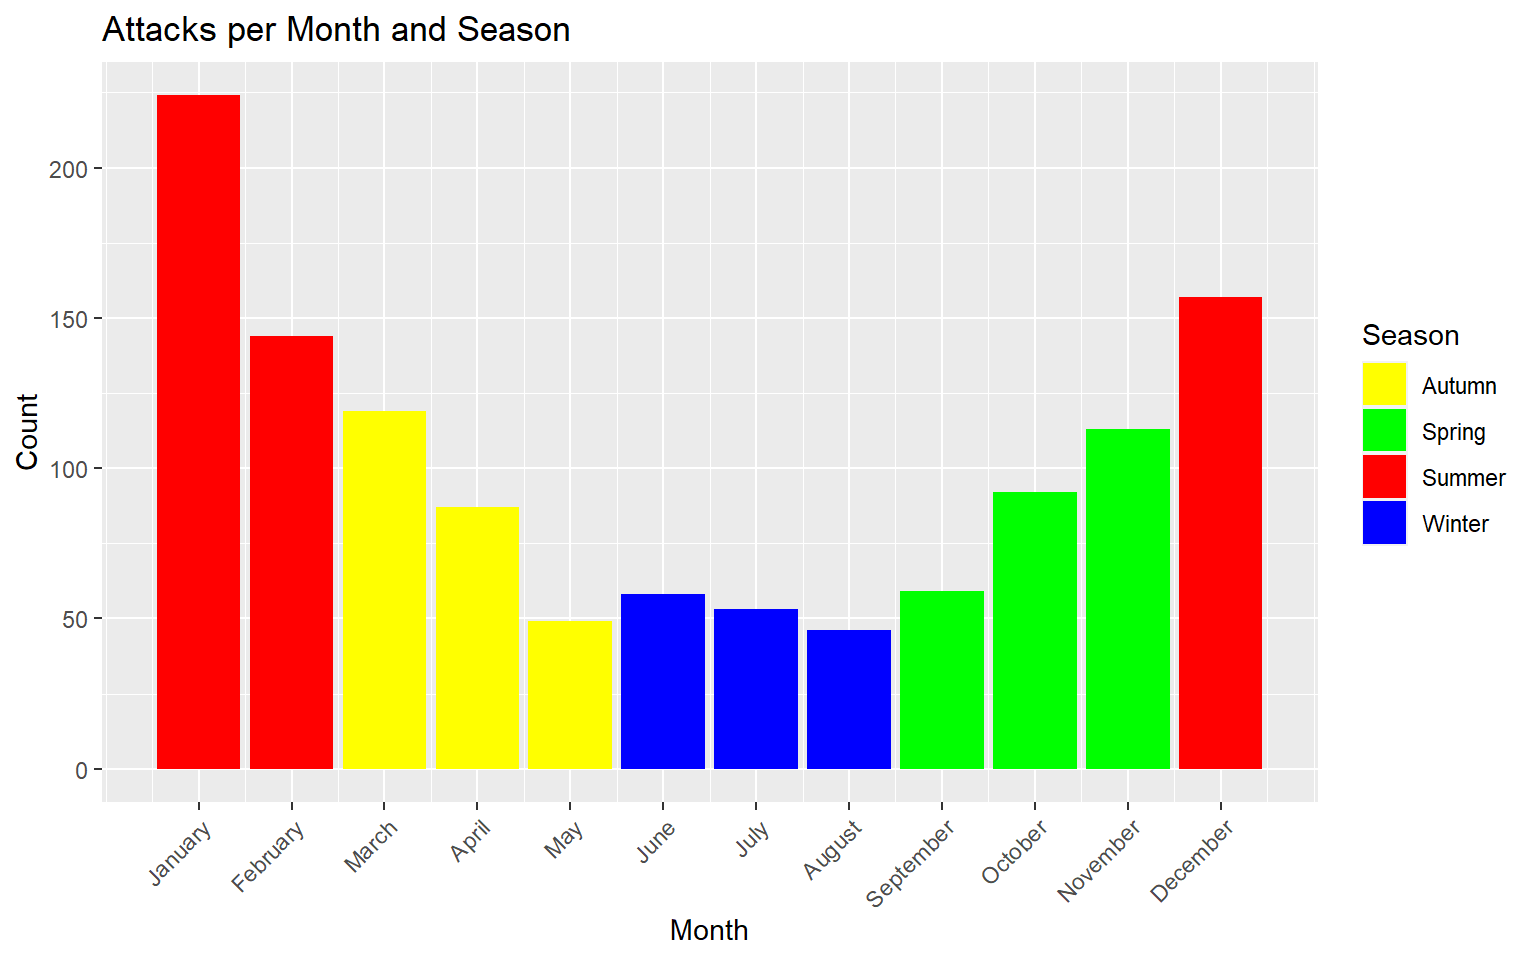 Attacks per Month and Season
200
150
100
50
0
Count
January
February
March
April
May
June
July
August
September
October
November
December
Month
Season
Autumn
Spring
Summer
Winter